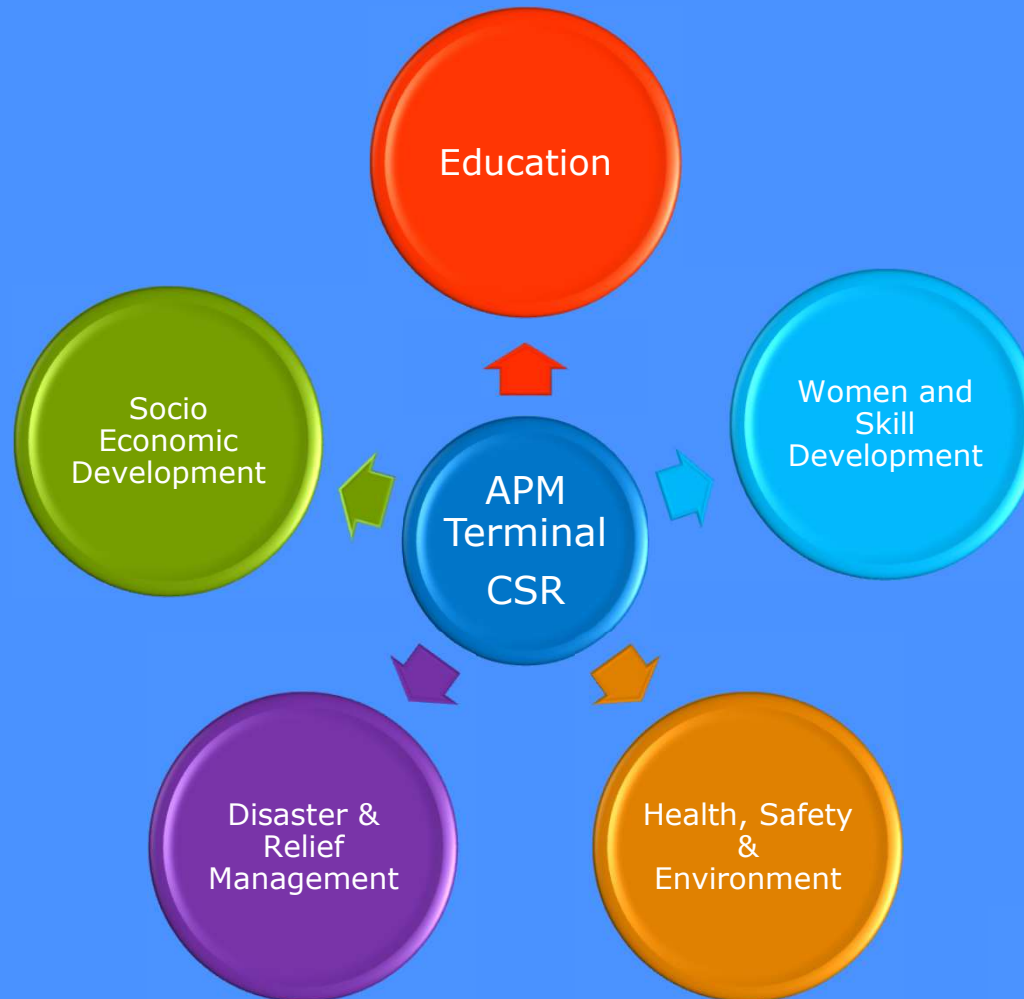 Education
Women and
Skill
Development
Health, Safety
&
Environment
Disaster &
Relief
Management
Socio
Economic
Development
APM
Terminal
CSR